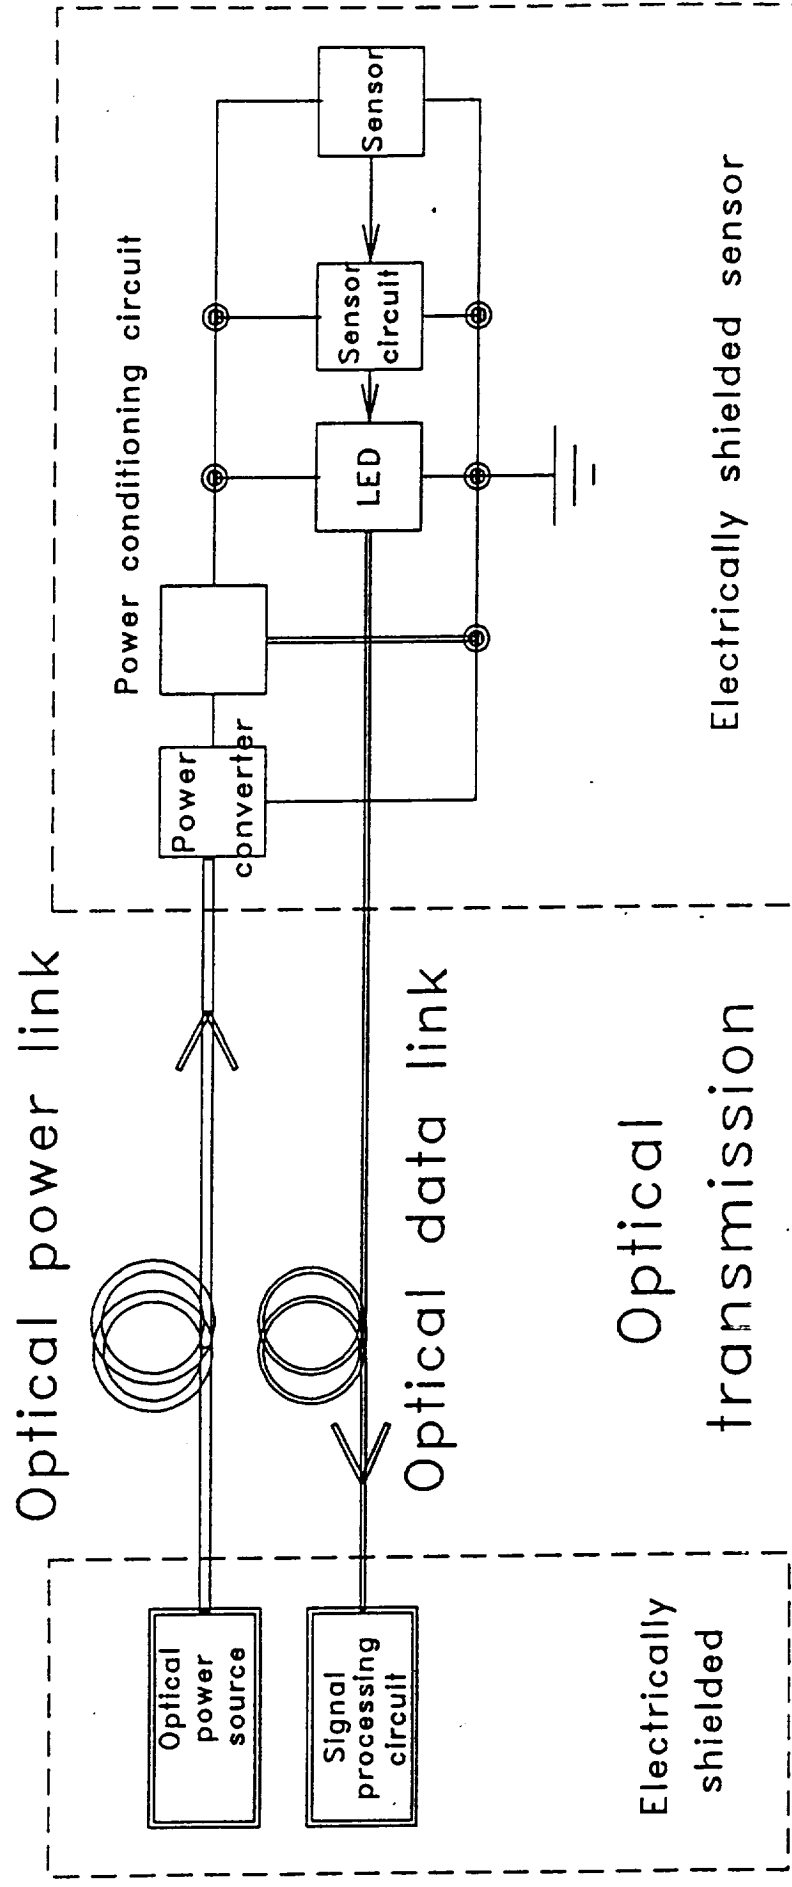 Optical
power
source
Signal
processing
circuit
Electrically
shielded
Optical power link
Optical data link
Optical
transmission
Power
converter
Power conditioning circuit
LED
Sensor
circuit
Sensor
Electrically shielded sensor